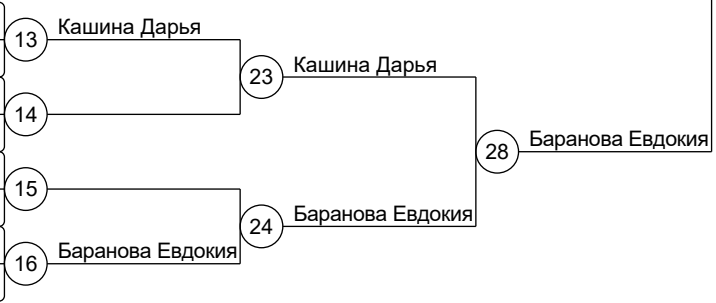 13 Кашина Дарья
23 Кашина Дарья
14
28 Баранова Евдокия
15
24 Баранова Евдокия
16 Баранова Евдокия